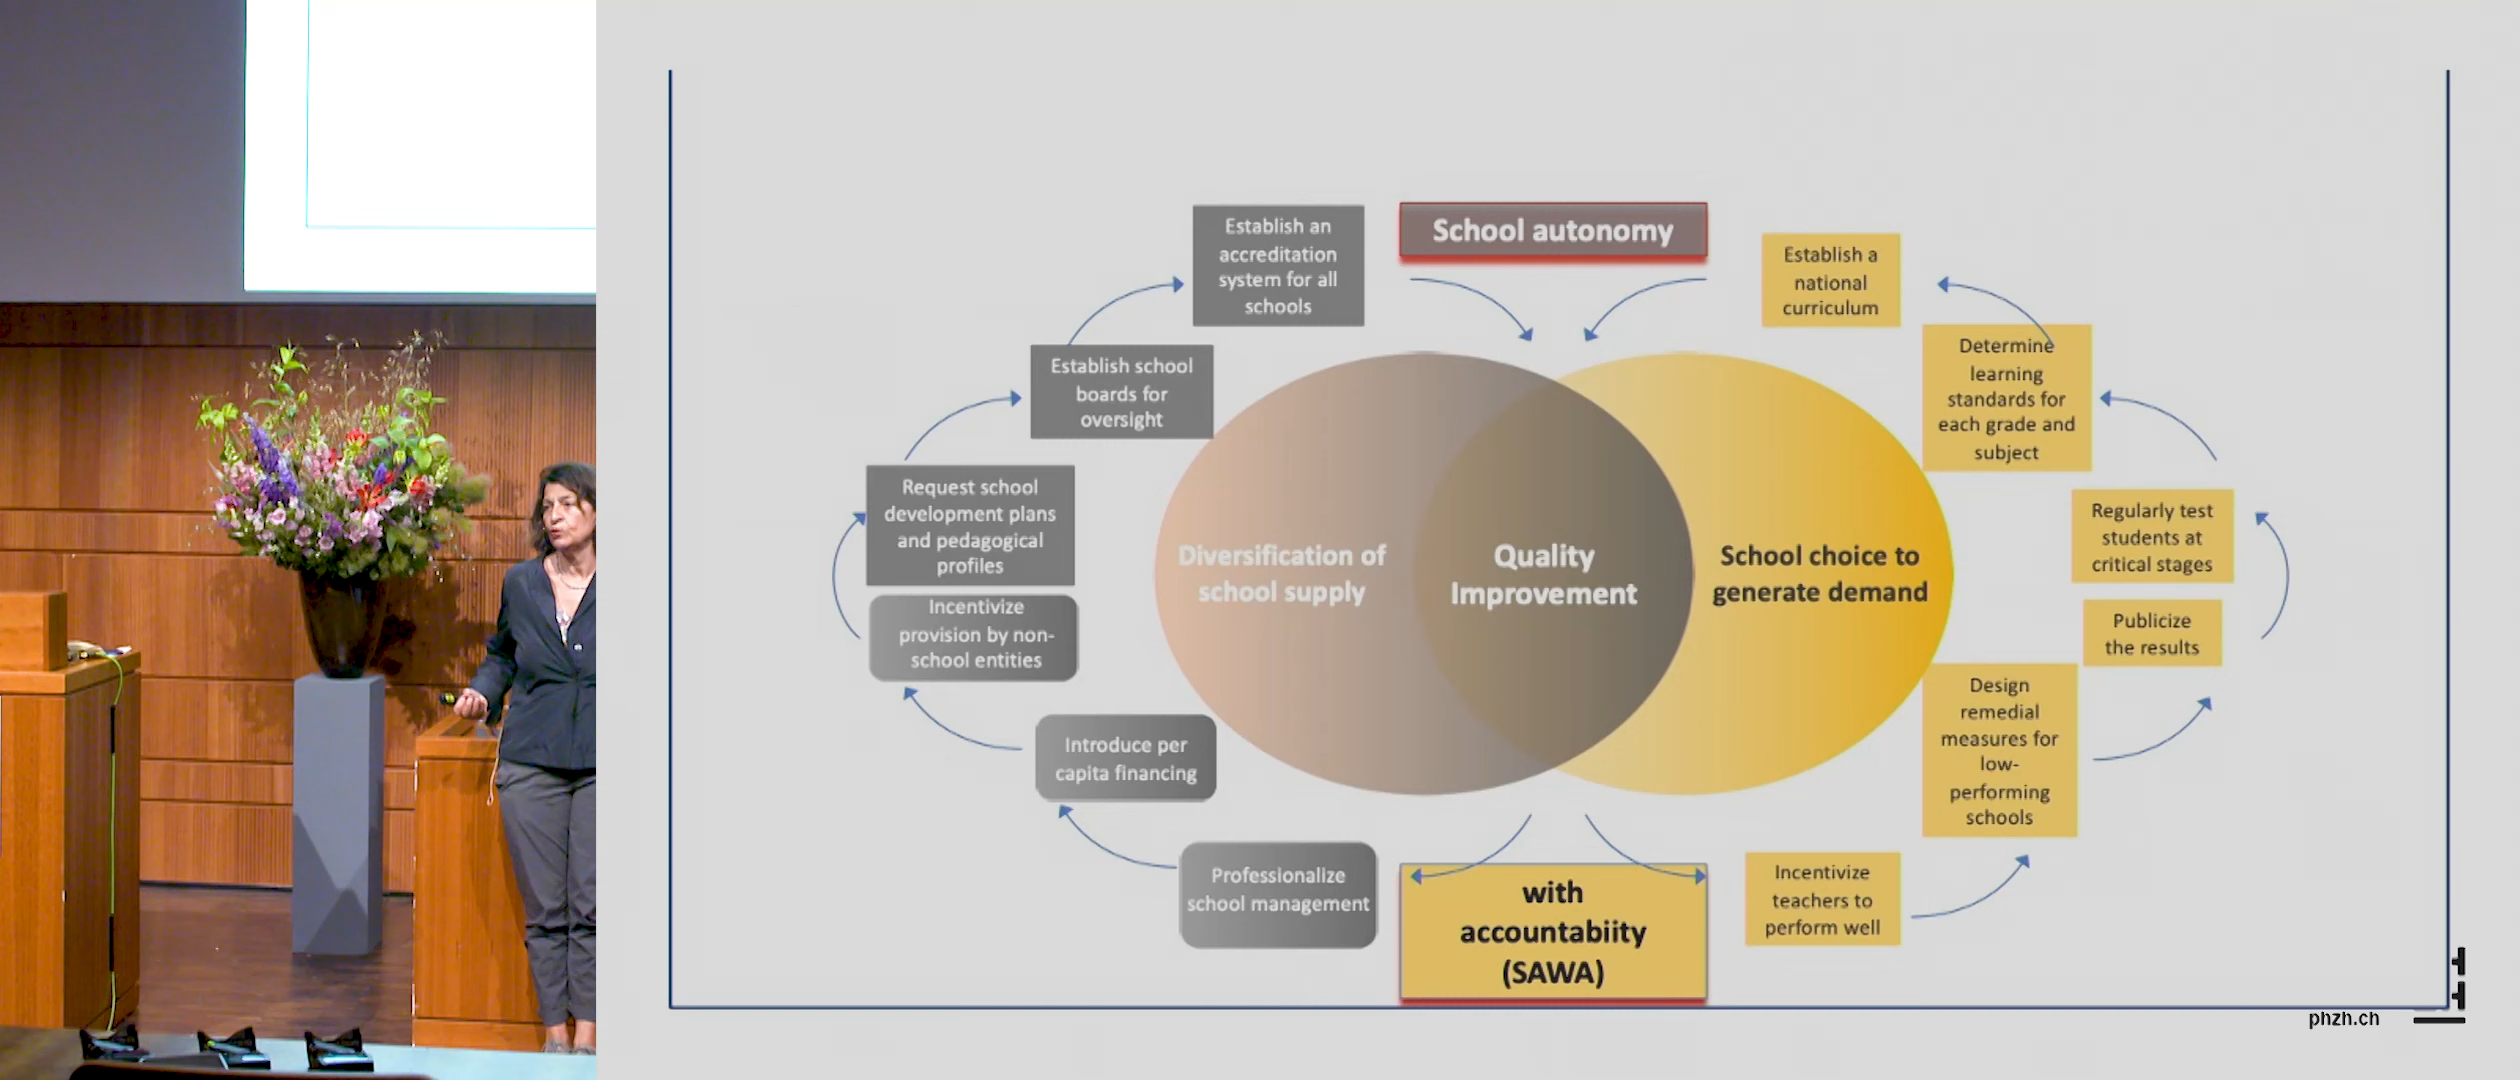 School autonomy
Establish an
accreditation
system for all
schools
Establish school
boards for
oversight
Request school
development plans
and pedagogical
profiles
Incentivize
provision by non-
school entities
Introduce per
capita financing
Professionalize
school management
Diversification of
school supply
Quality
Improvement
School choice to
generate demand
Establish a
national
curriculum
Determine
learning
standards for
each grade and
subject
Regularly test
students at
critical stages
Publicize
the results
Design
remedial
measures for
low-
performing
schools
Incentivize
teachers to
perform well
with
accountabiity
(SAWA)
phzh.ch